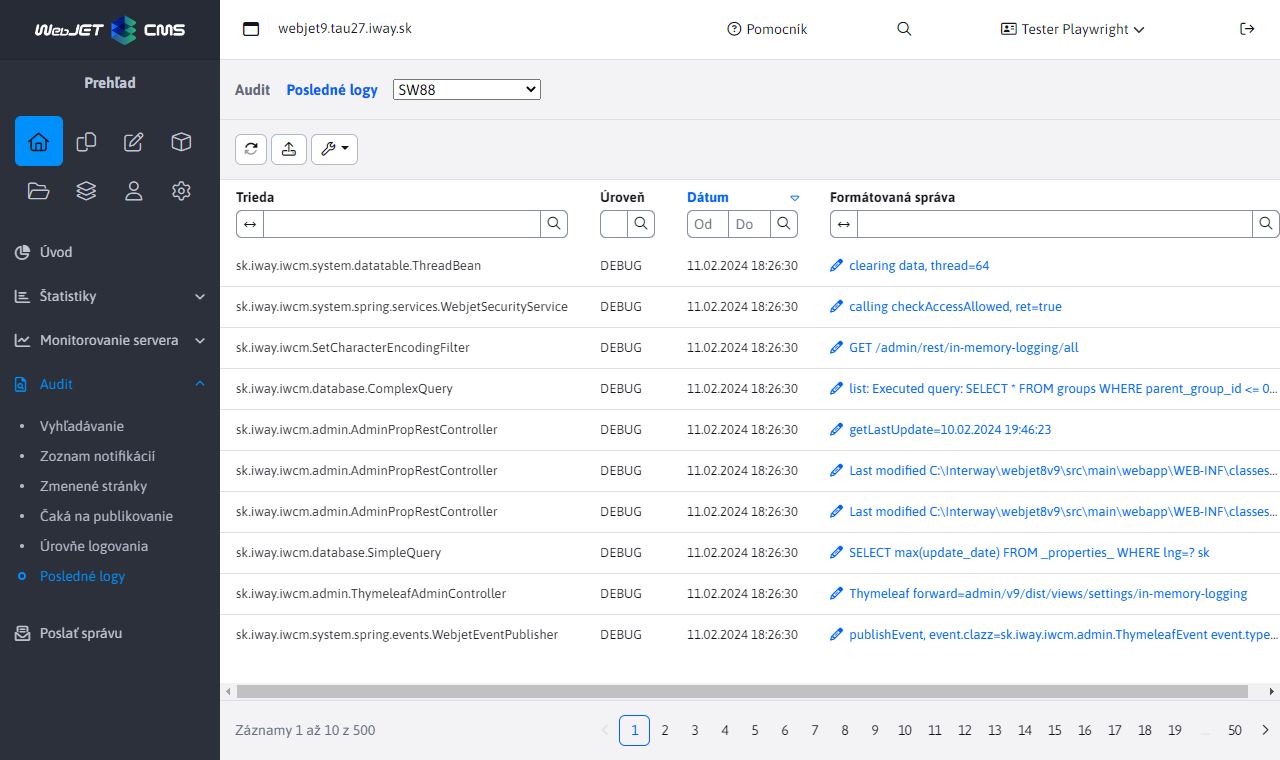 WebJET CMS
webjet9.tau27.iway.sk
Pomocník
Tester Playwright
Prehľad
Úvod
Štatistiky
Monitorovanie servera
Audit
Vyhľadávanie
Zoznam notifikácií
Zmenené stránky
Čaká na publikovanie
Úrovňe logovania
Posledné logy
Poslať správu
Audit Posledné logy SW88
Trieda Úroveň Dátum Formátovaná správa
Od Do
sk.iway.iwcm.system.datatable.ThreadBean DEBUG 11.02.2024 18:26:30 clearing data, thread=64
sk.iway.iwcm.system.spring.services.WebjetSecurityService DEBUG 11.02.2024 18:26:30 calling checkAccessAllowed, ret=true
sk.iway.iwcm.SetCharacterEncodingFilter DEBUG 11.02.2024 18:26:30 GET /admin/rest/in-memory-logging/all
sk.iway.iwcm.database.ComplexQuery DEBUG 11.02.2024 18:26:30 list: Executed query: SELECT * FROM groups WHERE parent_group_id <= 0...
sk.iway.iwcm.admin.AdminPropRestController DEBUG 11.02.2024 18:26:30 getLastUpdate=10.02.2024 19:46:23
sk.iway.iwcm.admin.AdminPropRestController DEBUG 11.02.2024 18:26:30 Last modified C:\Interway\webjet8v9\src\main\webapp\WEB-INF\classes...
sk.iway.iwcm.admin.AdminPropRestController DEBUG 11.02.2024 18:26:30 Last modified C:\Interway\webjet8v9\src\main\webapp\WEB-INF\classes...
sk.iway.iwcm.database.SimpleQuery DEBUG 11.02.2024 18:26:30 SELECT max(update_date) FROM _properties_ WHERE lng=? sk
sk.iway.iwcm.admin.ThymeleafAdminController DEBUG 11.02.2024 18:26:30 Thymeleaf forward=admin/v9/dist/views/settings/in-memory-logging
sk.iway.iwcm.system.spring.events.WebjetEventPublisher DEBUG 11.02.2024 18:26:30 publishEvent, event.clazz=sk.iway.iwcm.admin.ThymeleafEvent event.type...
Záznamy 1 až 10 z 500 1 2 3 4 5 6 7 8 9 10 11 12 13 14 15 16 17 18 19 ... 50